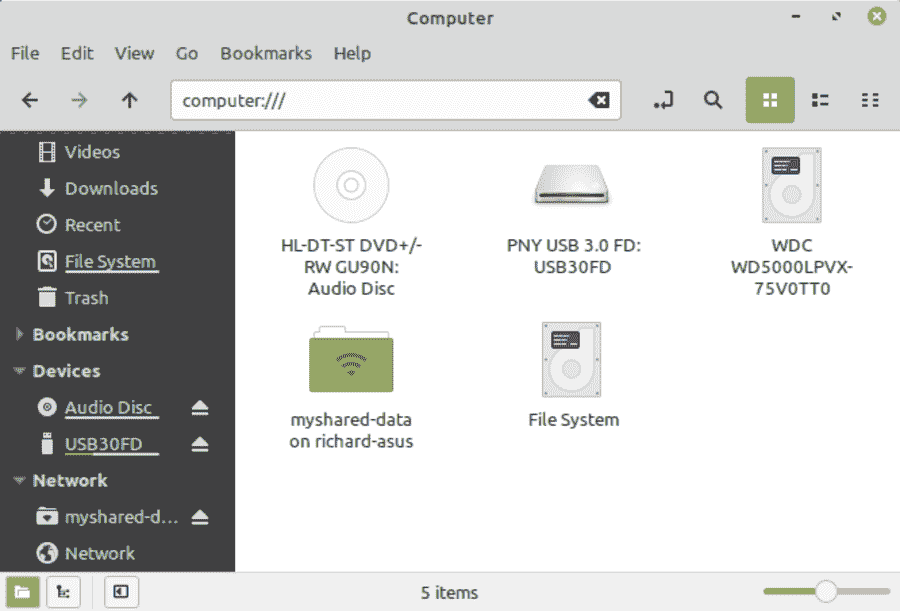 Computer
File Edit View Go Bookmarks Help
computer:///
Videos
Downloads
Recent
File System
Trash
Bookmarks
Devices
Audio Disc
USB30FD
Network
myshared-d...
Network
HL-DT-ST DVD+/-
RW GU90N:
Audio Disc
PNY USB 3.0 FD:
USB30FD
WDC
WD5000LPVX-
75V0TT0
myshared-data
on richard-asus
File System
5 items